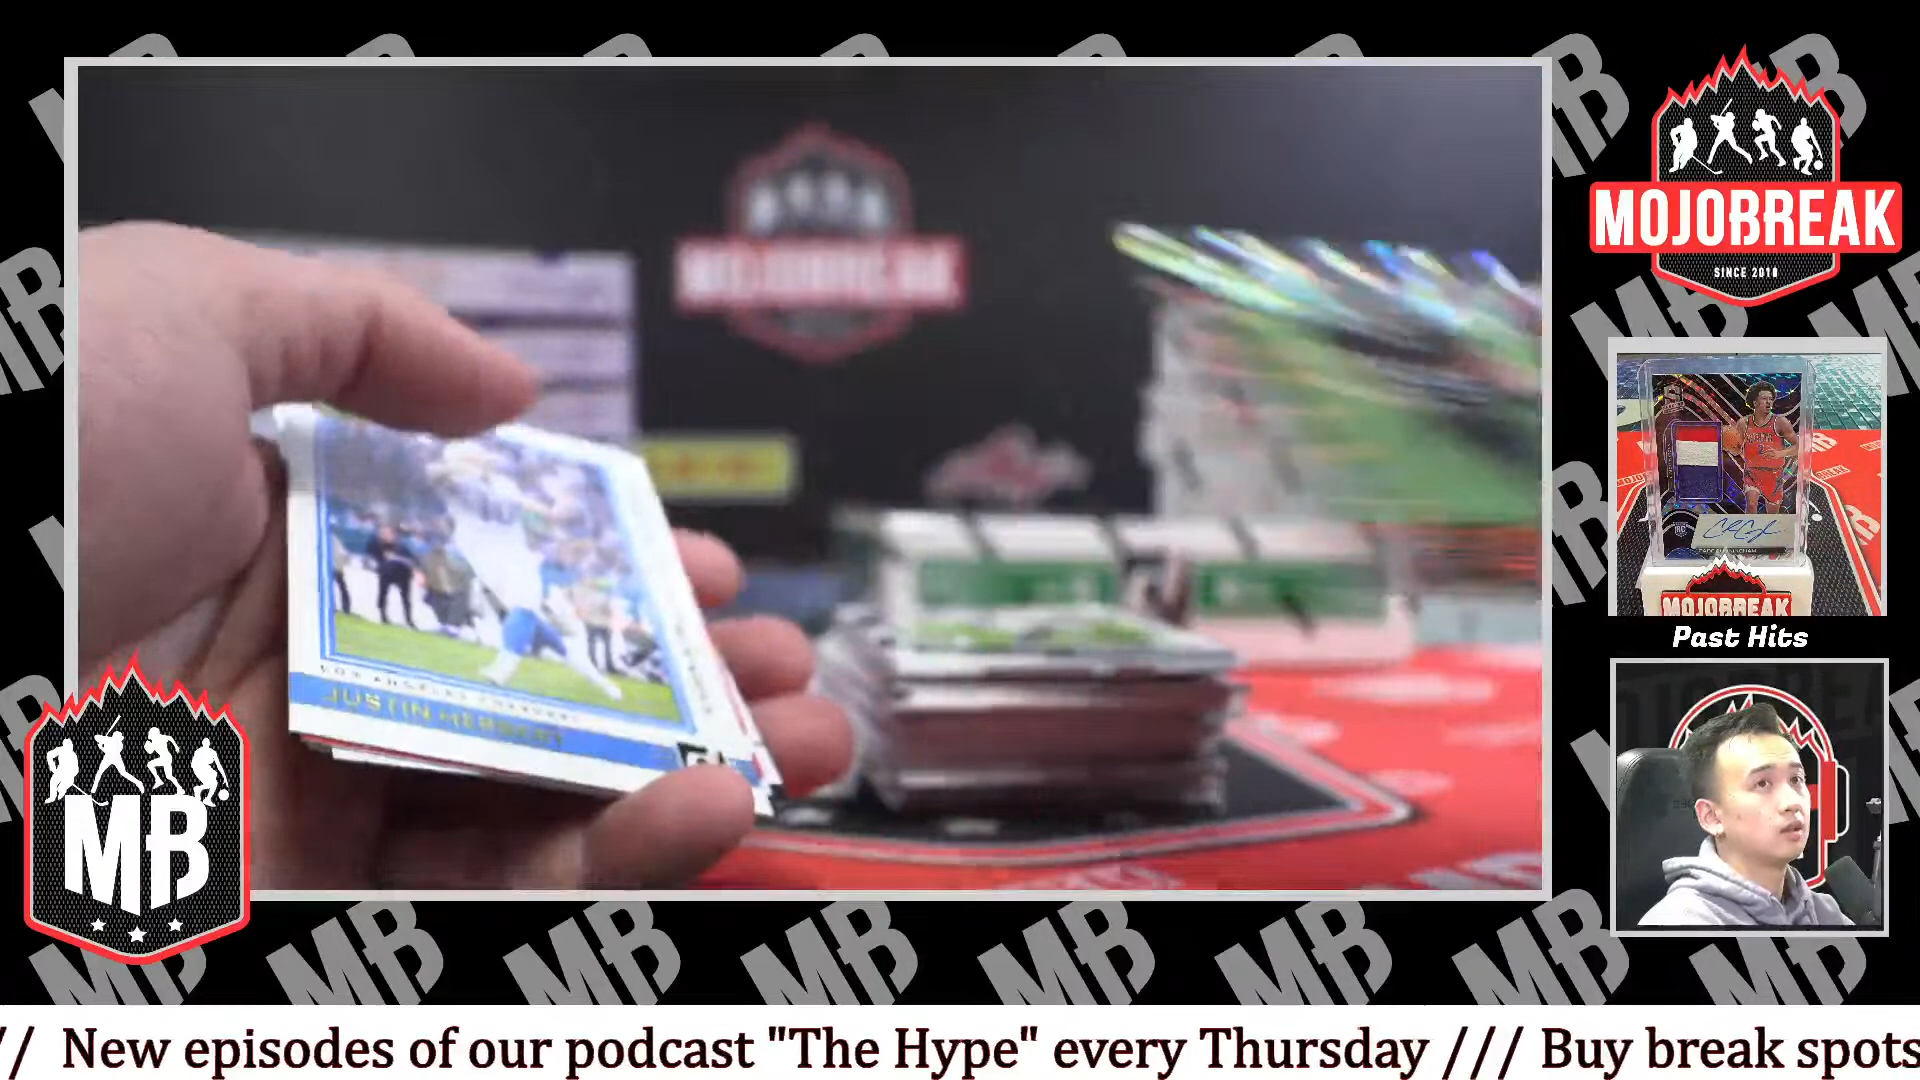 MOJOBREAK
SINCE 2010
MOJOBREAK
LOS ANGELES CHARGERS
JUSTIN HERBERT
MOJOBREAK
Past Hits
MB
// New episodes of our podcast "The Hype" every Thursday /// Buy break spots